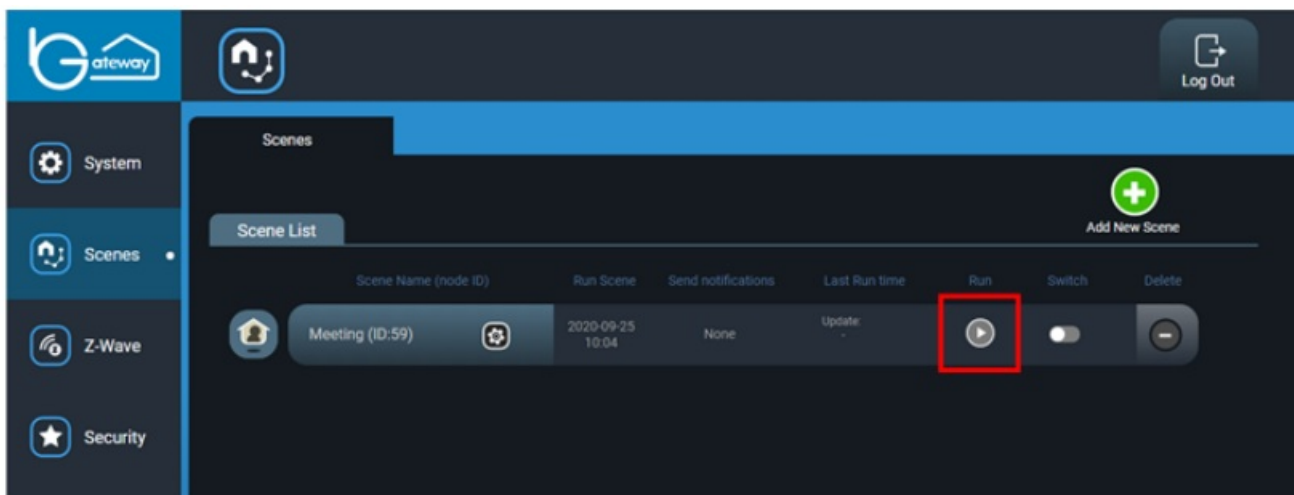 Gateway
Log Out
System
Scenes
Add New Scene
Scene List
Scenes
Scene Name (node ID) Run Scene Send notifications Last Run time Run Switch Delete
Meeting (ID:59) 2020-09-25 10:04 None Update: -
Z-Wave
Security